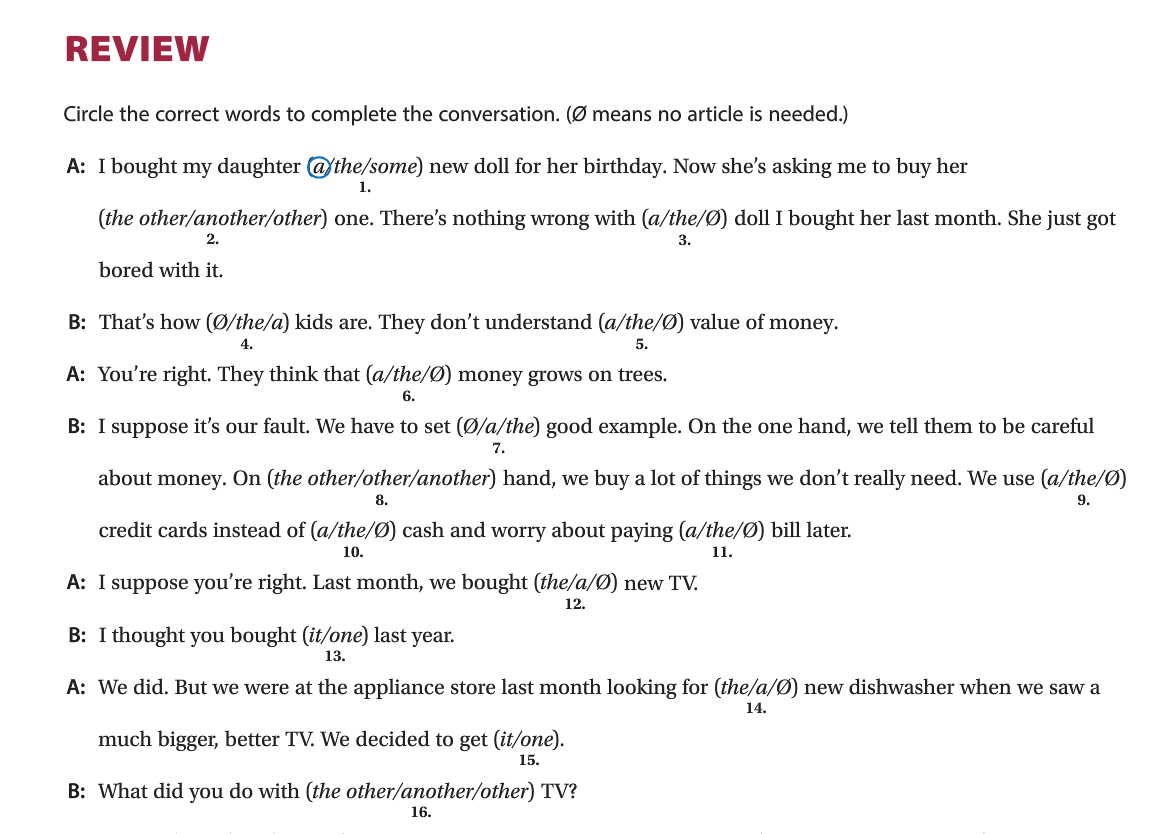 REVIEW
Circle the correct words to complete the conversation. (Ø means no article is needed.)
A: I bought my daughter (a/the/some) new doll for her birthday. Now she’s asking me to buy her
1.
(the other/another/other) one. There’s nothing wrong with (a/the/Ø) doll I bought her last month. She just got
2. 3.
bored with it.
B: That’s how (Ø/the/a) kids are. They don’t understand (a/the/Ø) value of money.
4. 5.
A: You’re right. They think that (a/the/Ø) money grows on trees.
6.
B: I suppose it’s our fault. We have to set (Ø/a/the) good example. On the one hand, we tell them to be careful
7.
about money. On (the other/other/another) hand, we buy a lot of things we don’t really need. We use (a/the/Ø)
8. 9.
credit cards instead of (a/the/Ø) cash and worry about paying (a/the/Ø) bill later.
10. 11.
A: I suppose you’re right. Last month, we bought (the/a/Ø) new TV.
12.
B: I thought you bought (it/one) last year.
13.
A: We did. But we were at the appliance store last month looking for (the/a/Ø) new dishwasher when we saw a
14.
much bigger, better TV. We decided to get (it/one).
15.
B: What did you do with (the other/another/other) TV?
16.